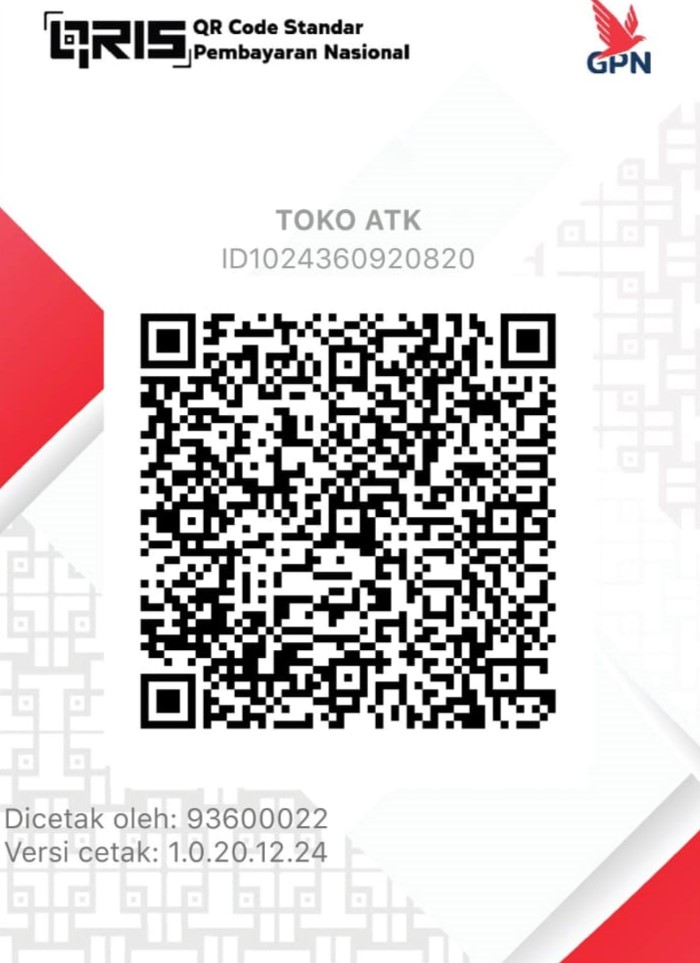 QRIS QR Code Standar
Pembayaran Nasional
GPN
TOKO ATK
ID1024360920820
Dicetak oleh: 93600022
Versi cetak: 1.0.20.12.24